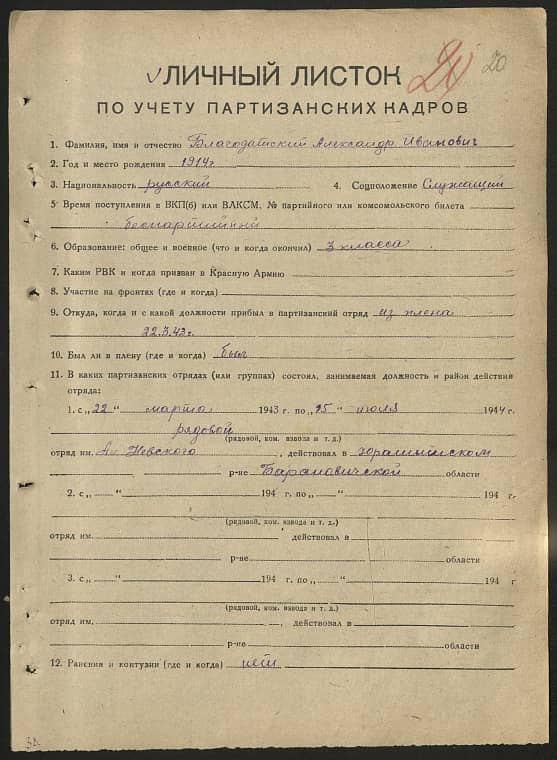 √ ЛИЧНЫЙ ЛИСТОК 20
ПО УЧЕТУ ПАРТИЗАНСКИХ КАДРОВ
1. Фамилия, имя и отчество Благодатский Александр Иванович
2. Год и место рождения 1914г.
3. Национальность русский 4. Соцположение Служащий
5 Время поступления в ВКП(б) или ВЛКСМ, № партийного или комсомольского билета
беспартийный
6. Образование: общее и военное (что и когда окончил) 3 класса
7. Каким РВК и когда призван в Красную Армию
8. Участие на фронтах (где и когда)
9. Откуда, когда и с какой должности прибыл в партизанский отряд из плена
22.3.43г.
10. Был ли в плену (где и когда) был
11. В каких партизанских отрядах (или группах) состоял, занимаемая должность и район действия
отряда:
1. с „22“ марта 1943 г. по „15“ июля 1944 г.
рядовой
(рядовой, ком. взвода и т. д.)
отряд им. Ал. Невского, действовал в
р-не Барановичской области
2. с „ “ 194 г. по „ “ 194 г.
(рядовой, ком. взвода и т. д.)
отряд им. действовал в
р-не области
3. с „ “ 194 г. по „ “ 194 г
(рядовой, ком. взвода и т. д.)
отряд им. , действовал в
р-не области
12. Ранения и контузии (где и когда) нет